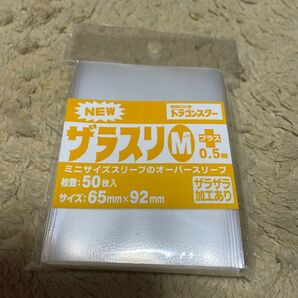 NEW
ドラゴンスター
ザラスリM
プラス
0.5㎜
ミニサイズスリーブのオーバースリーブ
枚数:50枚入
サイズ:65mm×92mm
ザラザラ
加工あり